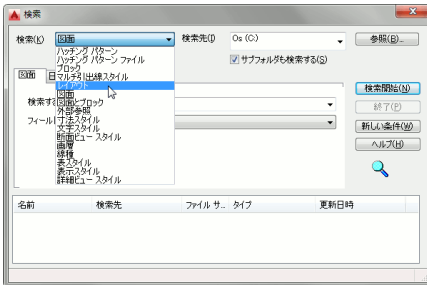 検索
検索(K)
図面
検索先(I)
Os (C:)
参照(B)...
サブフォルダも検索する(S)
ハッチング パターン
ハッチング パターン ファイル
ブロック
マルチ引出線スタイル
レイアウト
図面
図面とブロック
外部参照
寸法スタイル
文字スタイル
断面ビュー スタイル
画層
線種
表スタイル
表示スタイル
詳細ビュー スタイル
図面
検索す
フィール
検索開始(N)
終了(P)
新しい条件(W)
ヘルプ(H)
名前 検索先 ファイル サ... タイプ 更新日時